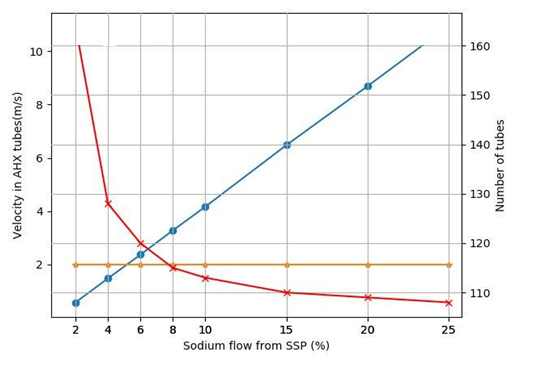 10
8
6
4
2
Velocity in AHX tubes(m/s)
160
150
140
130
120
110
Number of tubes
2 4 6 8 10 15 20 25
Sodium flow from SSP (%)